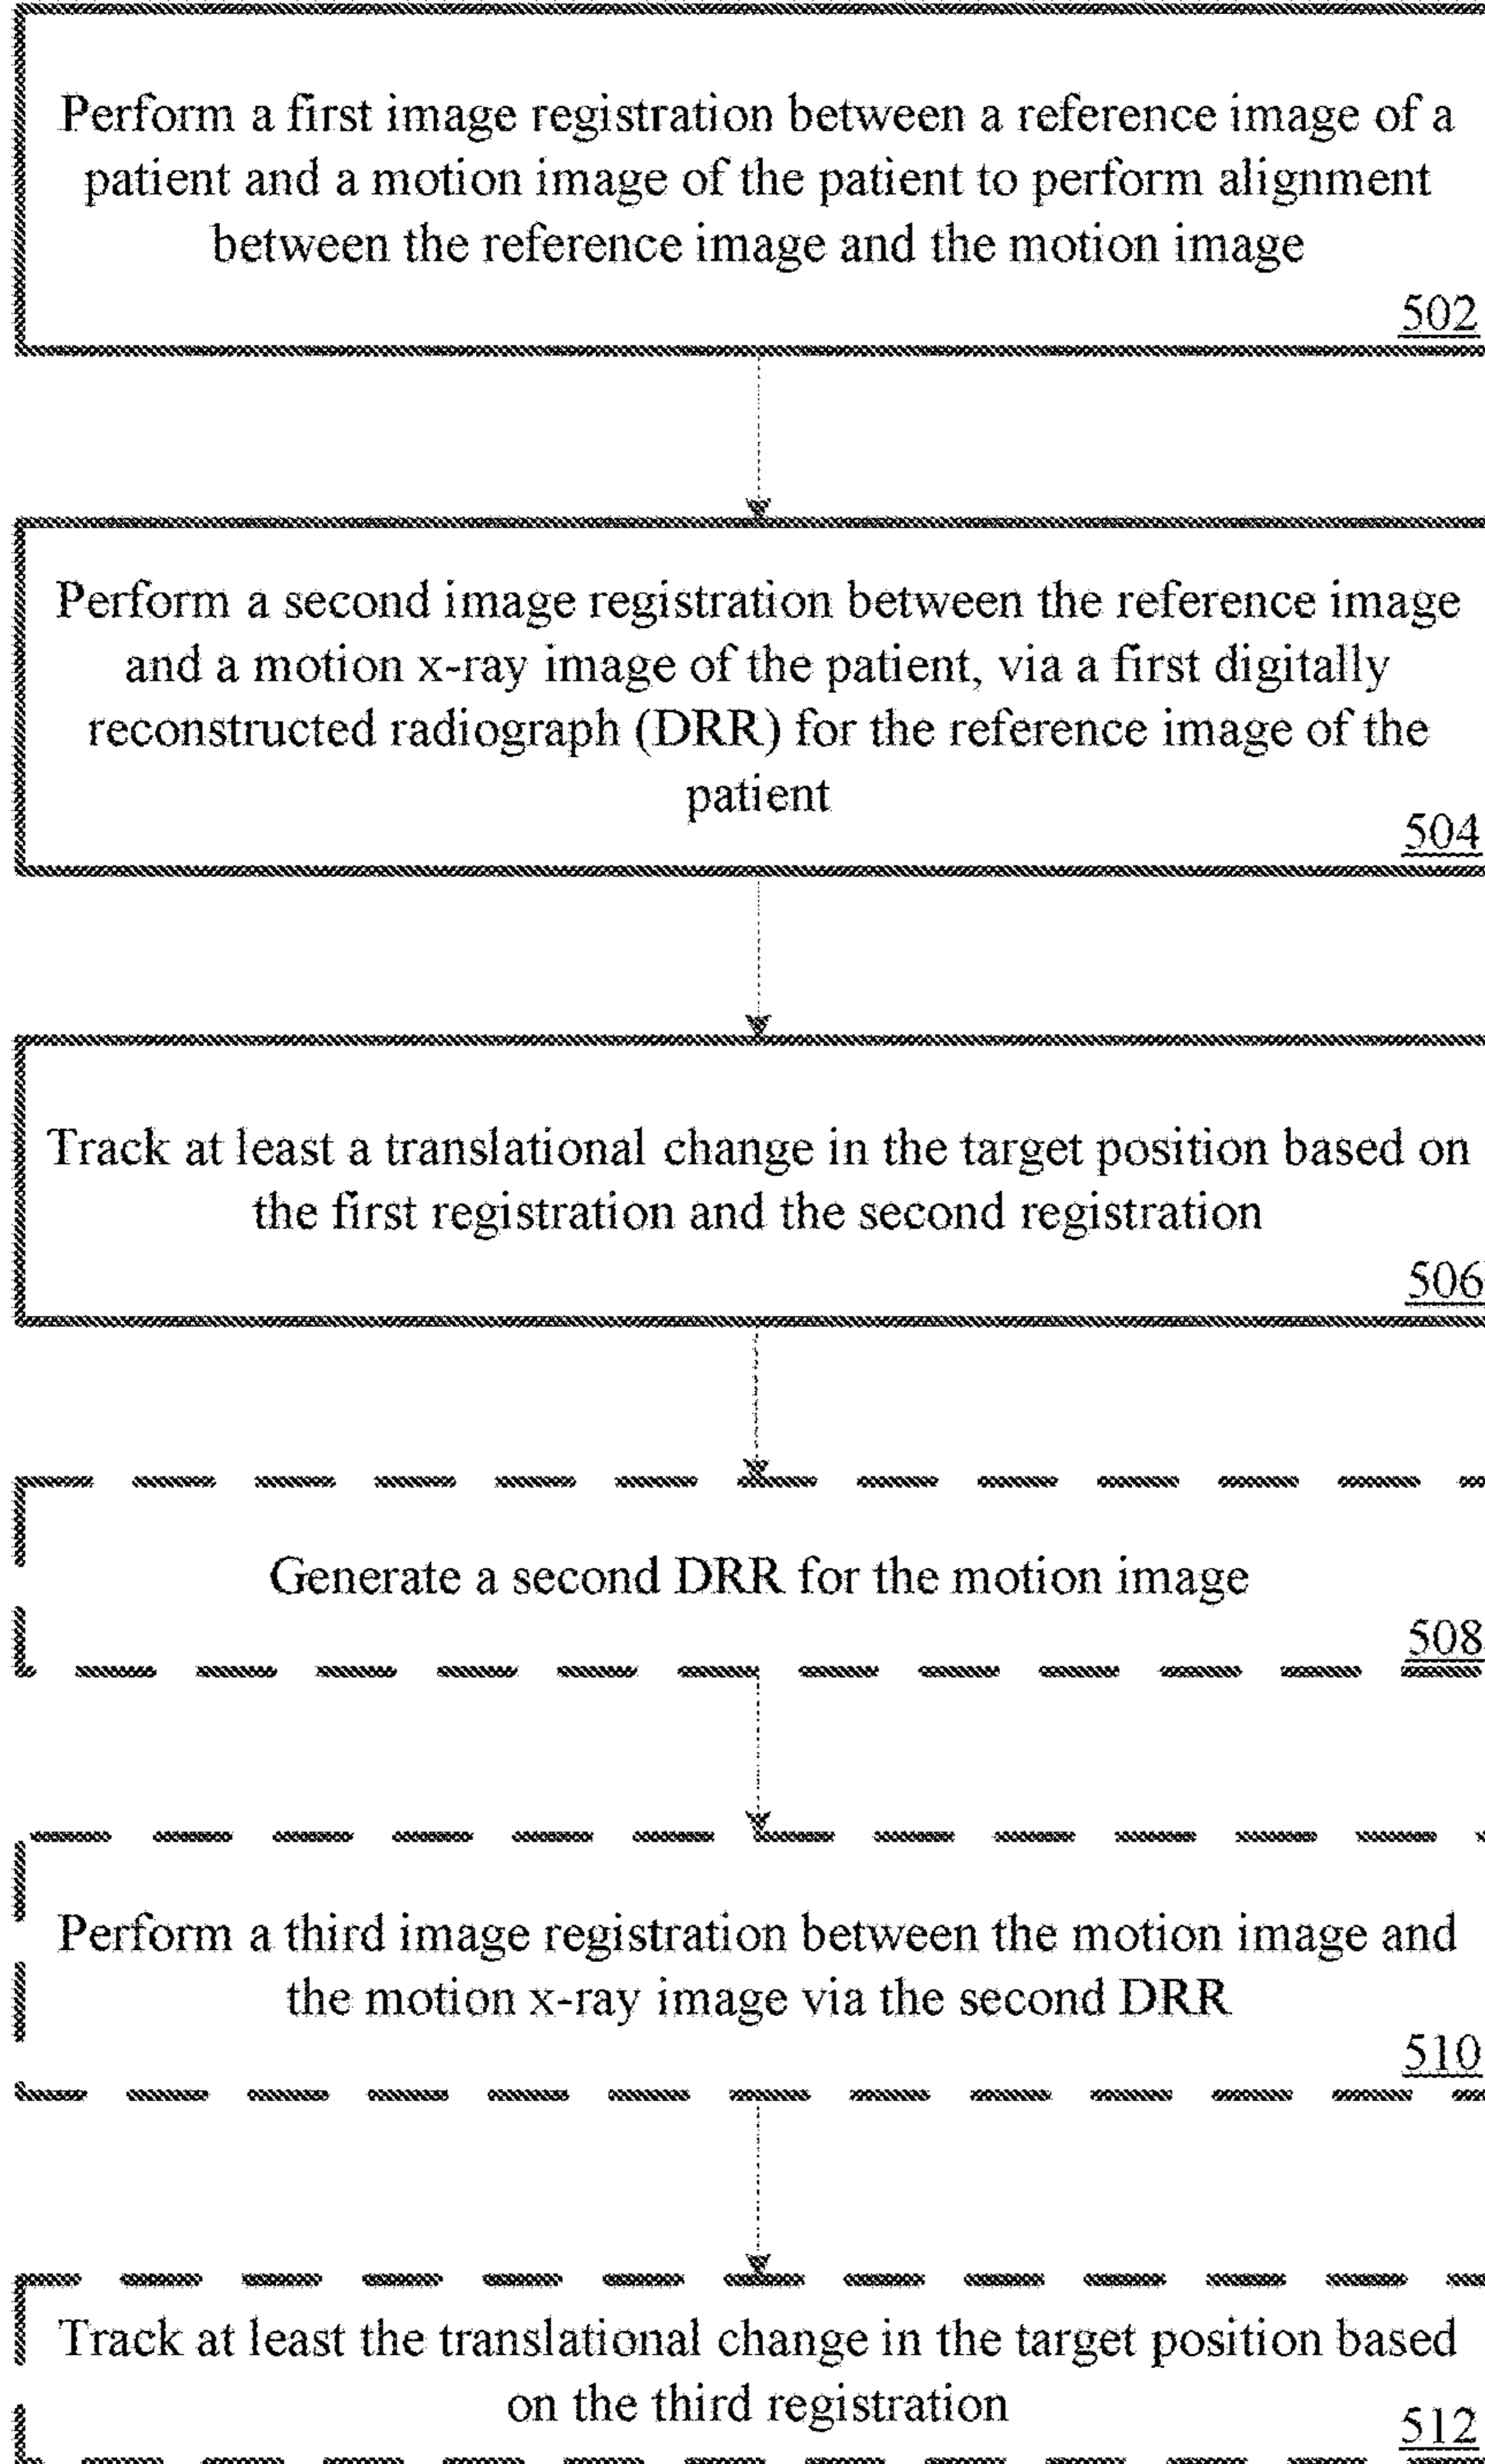 Perform a first image registration between a reference image of a
patient and a motion image of the patient to perform alignment
between the reference image and the motion image
502
Perform a second image registration between the reference image
and a motion x-ray image of the patient, via a first digitally
reconstructed radiograph (DRR) for the reference image of the
patient
504
Track at least a translational change in the target position based on
the first registration and the second registration
506
Generate a second DRR for the motion image
508
Perform a third image registration between the motion image and
the motion x-ray image via the second DRR
510
Track at least the translational change in the target position based
on the third registration
512